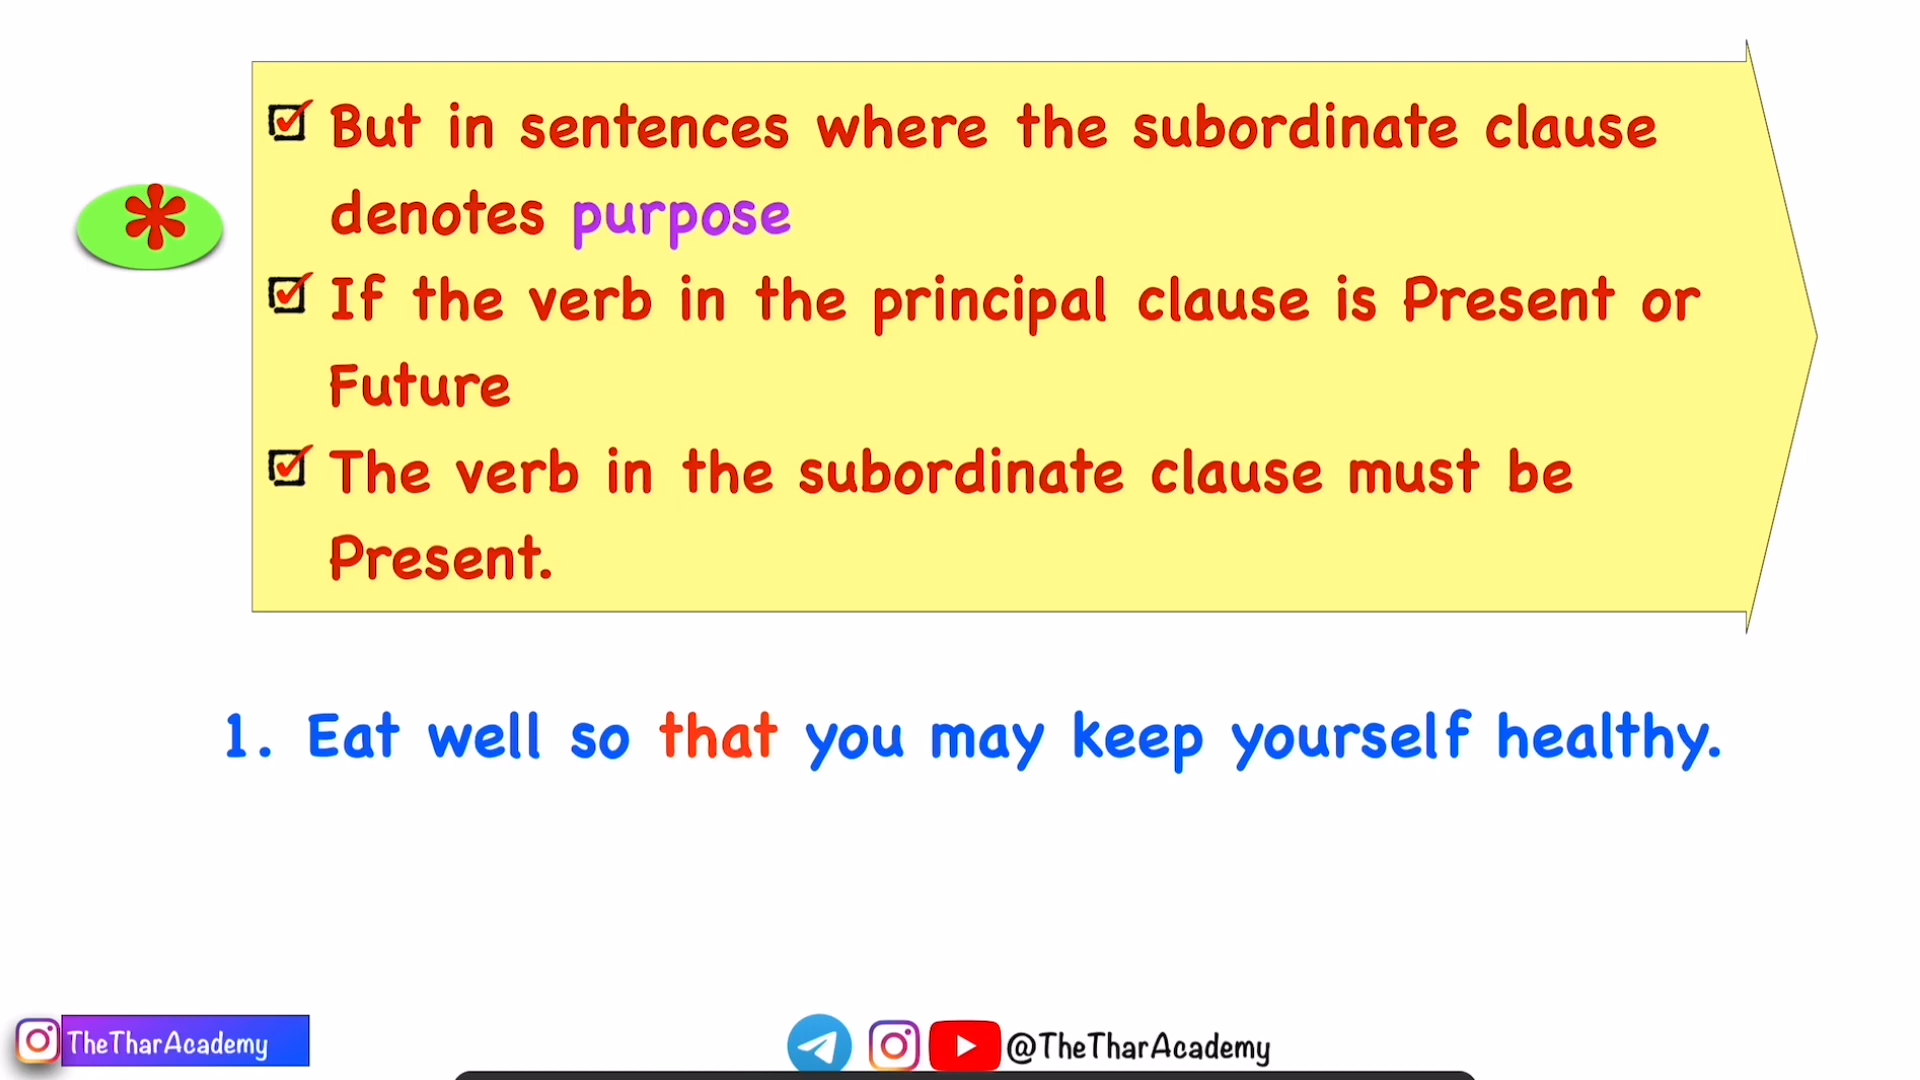 But in sentences where the subordinate clause
denotes purpose
*
If the verb in the principal clause is Present or
Future
The verb in the subordinate clause must be
Present.
1. Eat well so that you may keep yourself healthy.
TheTharAcademy
@TheTharAcademy